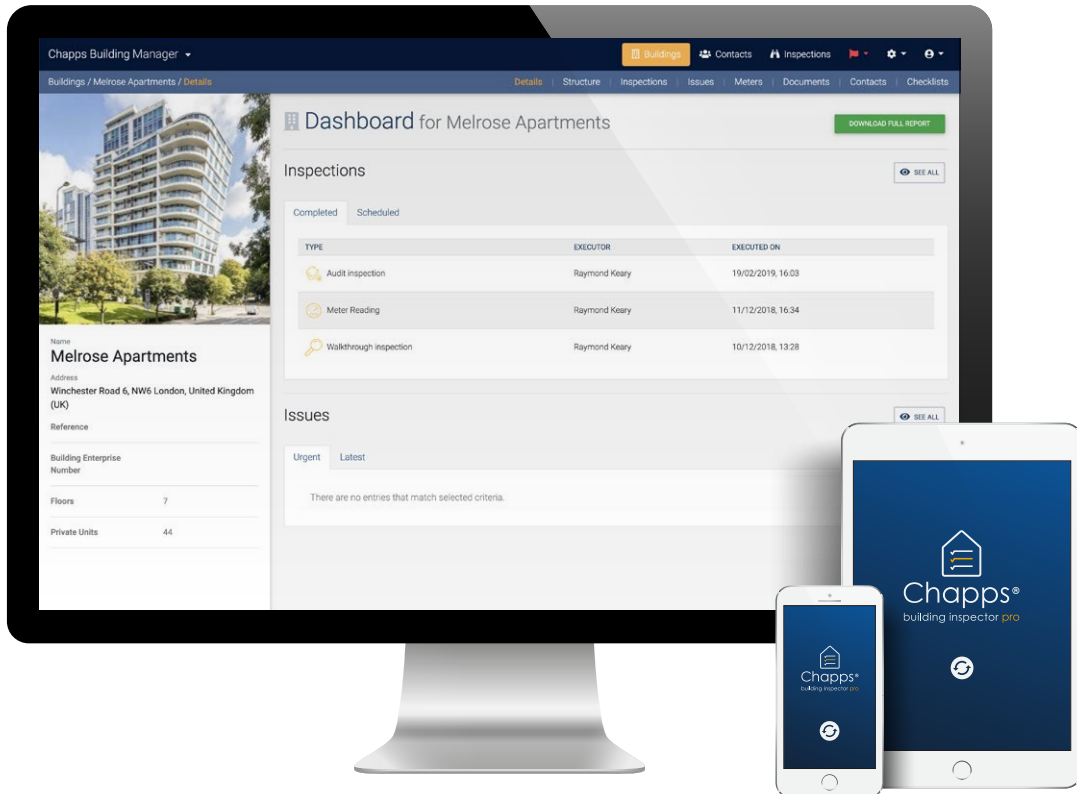 Chapps Building Manager
Buildings Contacts Inspections
Buildings / Melrose Apartments / Details
Details | Structure | Inspections | Issues | Meters | Documents | Contacts | Checklists
Dashboard for Melrose Apartments
DOWNLOAD FULL REPORT
Inspections
SEE ALL
Completed Scheduled
TYPE EXECUTOR EXECUTED ON
Audit inspection Raymond Keary 19/02/2019, 16:03
Meter Reading Raymond Keary 11/12/2018, 16:34
Walkthrough inspection Raymond Keary 10/12/2018, 13:28
Name
Melrose Apartments
Address
Winchester Road 6, NW6 London, United Kingdom
(UK)
Reference
Building Enterprise
Number
Floors 7
Private Units 44
Issues
SEE ALL
Urgent Latest
There are no entries that match selected criteria.
Chapps®
building inspector pro
Chapps®
building inspector pro